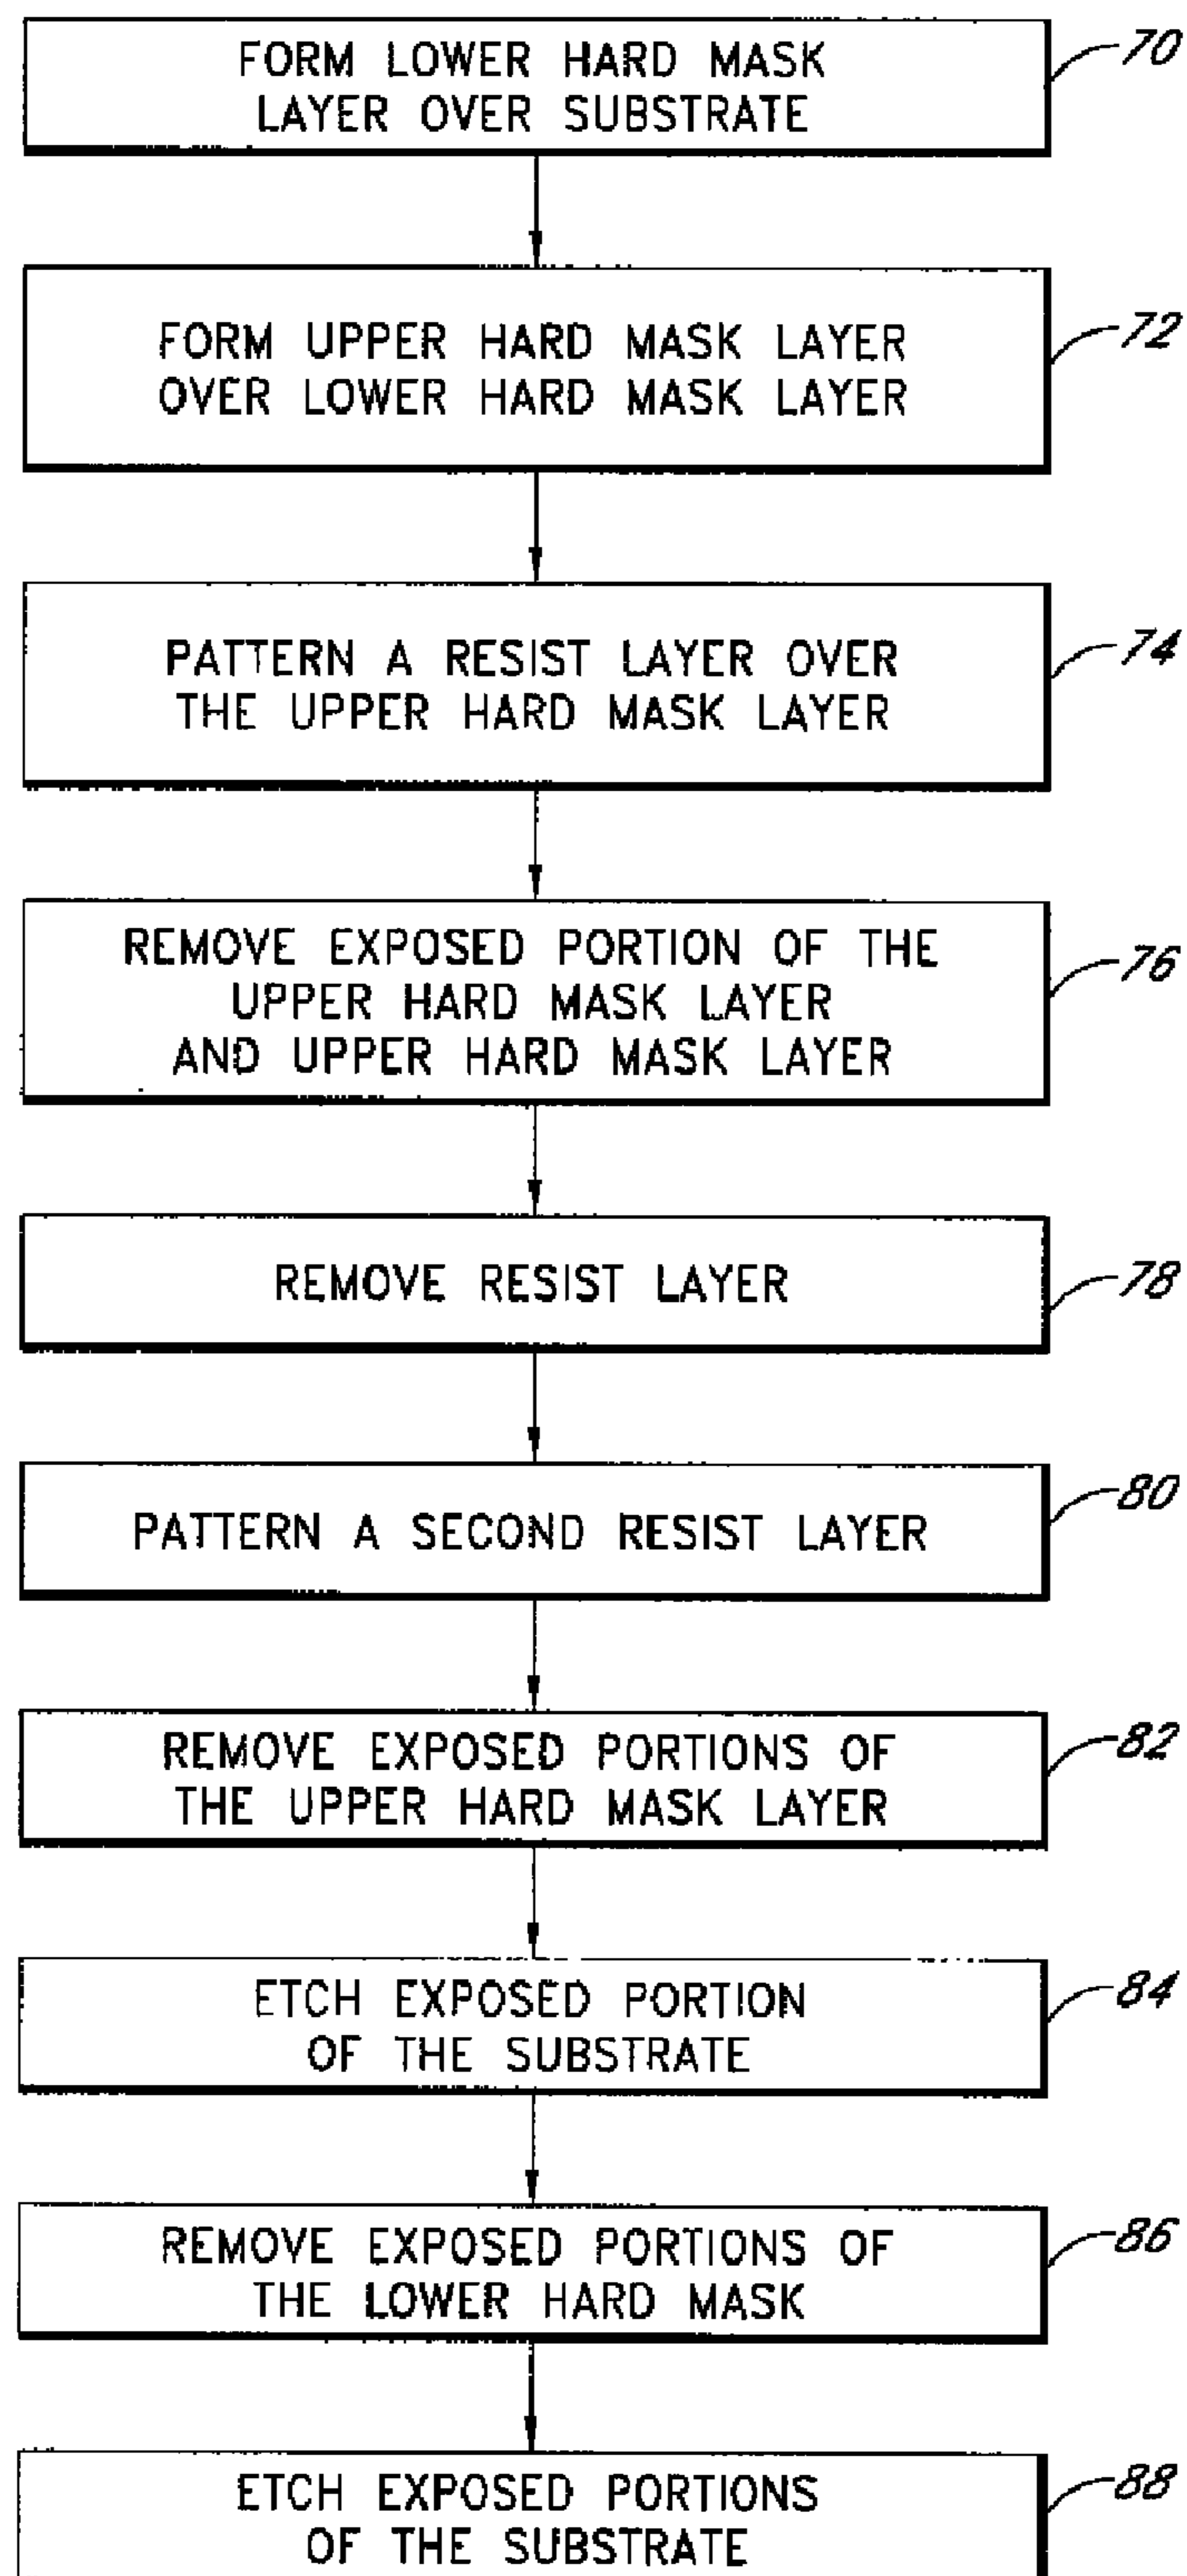 FORM LOWER HARD MASK
LAYER OVER SUBSTRATE
70
FORM UPPER HARD MASK LAYER
OVER LOWER HARD MASK LAYER
72
PATTERN A RESIST LAYER OVER
THE UPPER HARD MASK LAYER
74
REMOVE EXPOSED PORTION OF THE
UPPER HARD MASK LAYER
AND UPPER HARD MASK LAYER
76
REMOVE RESIST LAYER
78
PATTERN A SECOND RESIST LAYER
80
REMOVE EXPOSED PORTIONS OF
THE UPPER HARD MASK LAYER
82
ETCH EXPOSED PORTION
OF THE SUBSTRATE
84
REMOVE EXPOSED PORTIONS OF
THE LOWER HARD MASK
86
ETCH EXPOSED PORTIONS
OF THE SUBSTRATE
88